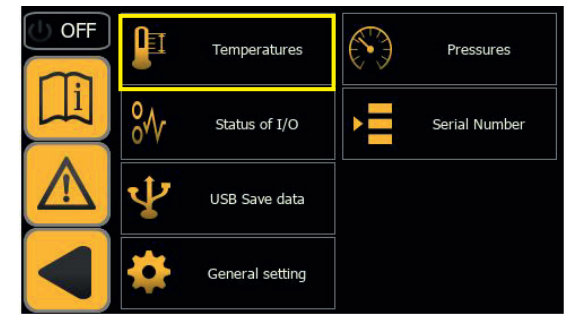 OFF
Temperatures
Pressures
i
Status of I/O
Serial Number
USB Save data
General setting